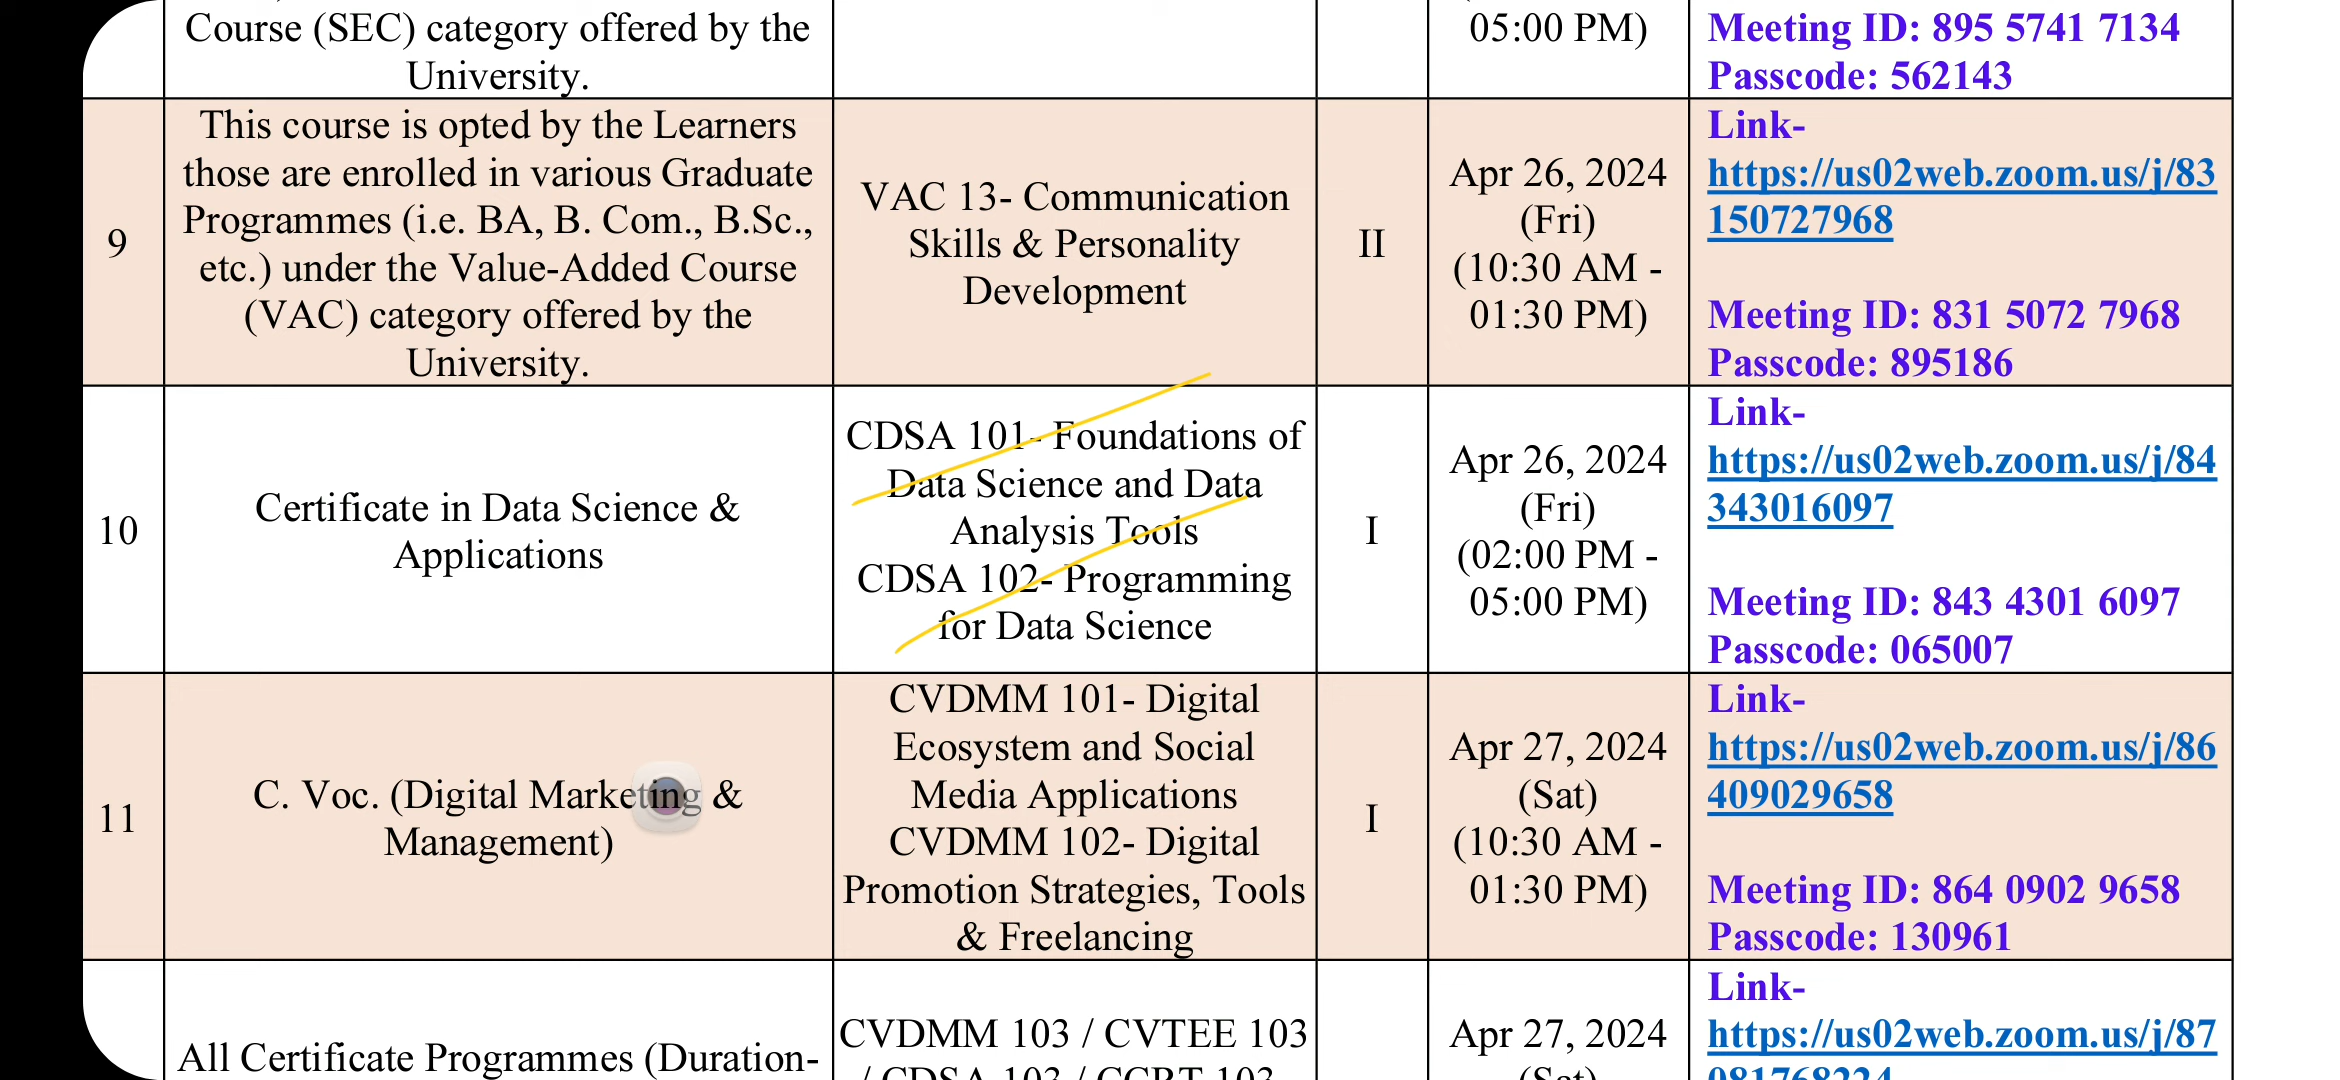 Course (SEC) category offered by the
University.
05:00 PM)
Meeting ID: 895 5741 7134
Passcode: 562143
9
This course is opted by the Learners
those are enrolled in various Graduate
Programmes (i.e. BA, B. Com., B.Sc.,
etc.) under the Value-Added Course
(VAC) category offered by the
University.
VAC 13- Communication
Skills & Personality
Development
II
Apr 26, 2024
(Fri)
(10:30 AM -
01:30 PM)
Link-
https://us02web.zoom.us/j/83
150727968
Meeting ID: 831 5072 7968
Passcode: 895186
10
Certificate in Data Science &
Applications
CDSA 101- Foundations of
Data Science and Data
Analysis Tools
CDSA 102- Programming
for Data Science
I
Apr 26, 2024
(Fri)
(02:00 PM -
05:00 PM)
Link-
https://us02web.zoom.us/j/84
343016097
Meeting ID: 843 4301 6097
Passcode: 065007
11
C. Voc. (Digital Marketing &
Management)
CVDMM 101- Digital
Ecosystem and Social
Media Applications
CVDMM 102- Digital
Promotion Strategies, Tools
& Freelancing
I
Apr 27, 2024
(Sat)
(10:30 AM -
01:30 PM)
Link-
https://us02web.zoom.us/j/86
409029658
Meeting ID: 864 0902 9658
Passcode: 130961
All Certificate Programmes (Duration-
CVDMM 103 / CVTEE 103
/ CDSA 103 / CCBT 103
Apr 27, 2024
(Sat)
Link-
https://us02web.zoom.us/j/87
081768224